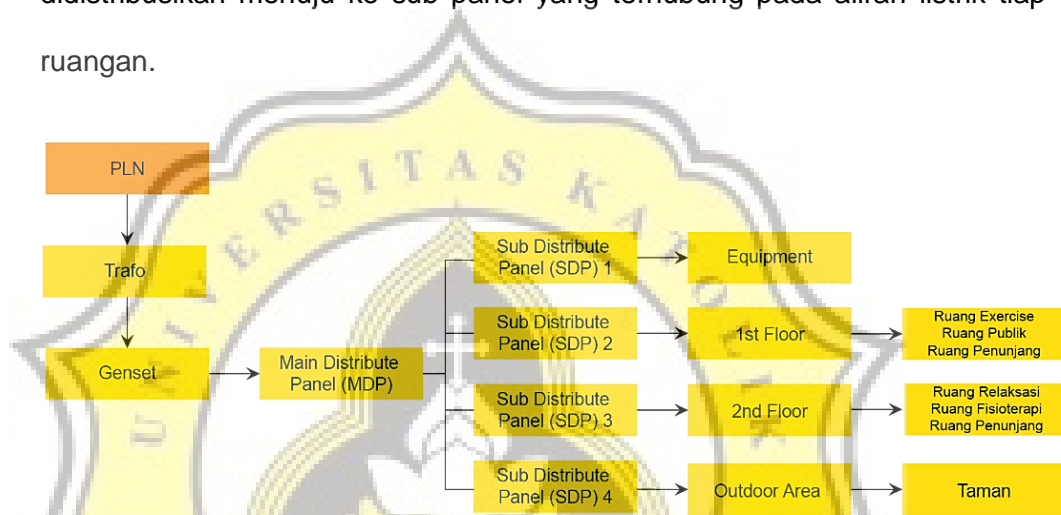 didistribusikan menuju ke sub panel yang terhubung pada aliran listrik tiap
ruangan.
UNIVERSITAS KATOLIK
PLN
Trafo
Genset
Main Distribute
Panel (MDP)
Sub Distribute
Panel (SDP) 1
Equipment
Sub Distribute
Panel (SDP) 2
1st Floor
Ruang Exercise
Ruang Publik
Ruang Penunjang
Sub Distribute
Panel (SDP) 3
2nd Floor
Ruang Relaksasi
Ruang Fisioterapi
Ruang Penunjang
Sub Distribute
Panel (SDP) 4
Outdoor Area
Taman